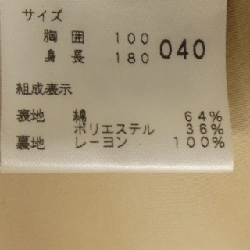 サイズ
胸囲 100
身長 180 040
組成表示
裏地 綿 64%
ポリエステル 36%
裏地 レーヨン 100%